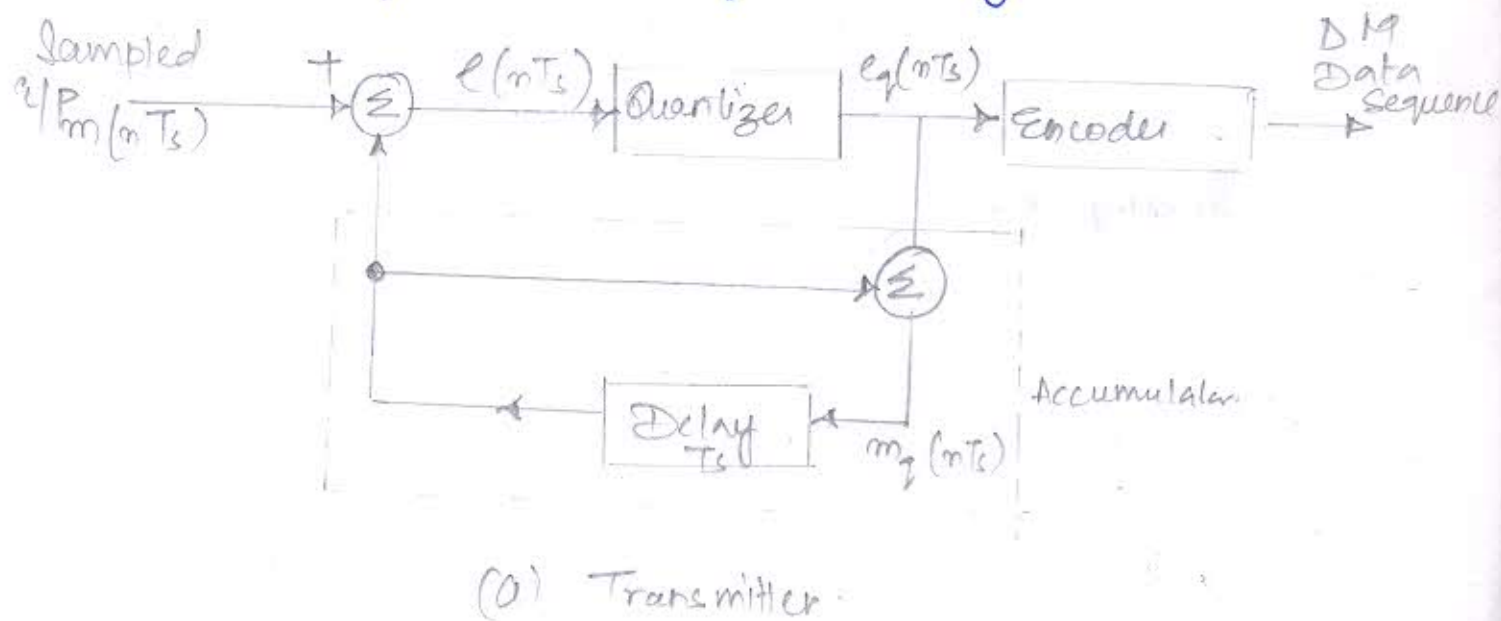 Sampled
i/P m(nTs)
+
Σ
e(nTs)
Quantizer
eq(nTs)
Encoder
DM
Data
Sequence
Σ
Delay
Ts
mq(nTs)
Accumulator.
Transmitter.